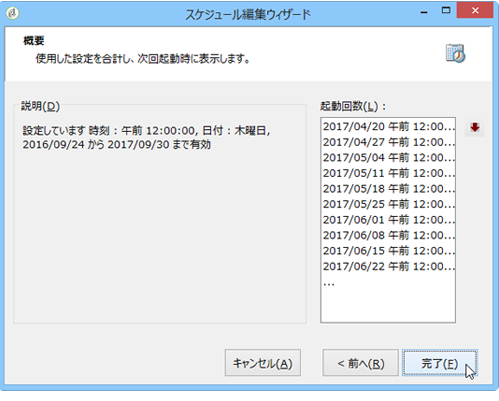 スケジュール編集ウィザード
概要
使用した設定を合計し、次回起動時に表示します。
説明(D)
設定しています 時刻 : 午前 12:00:00, 日付 : 木曜日,
2016/09/24 から 2017/09/30 まで有効
起動回数(L) :
2017/04/20 午前 12:00...
2017/04/27 午前 12:00...
2017/05/04 午前 12:00...
2017/05/11 午前 12:00...
2017/05/18 午前 12:00...
2017/05/25 午前 12:00...
2017/06/01 午前 12:00...
2017/06/08 午前 12:00...
2017/06/15 午前 12:00...
2017/06/22 午前 12:00...
...
キャンセル(A)
< 前へ(R)
完了(F)